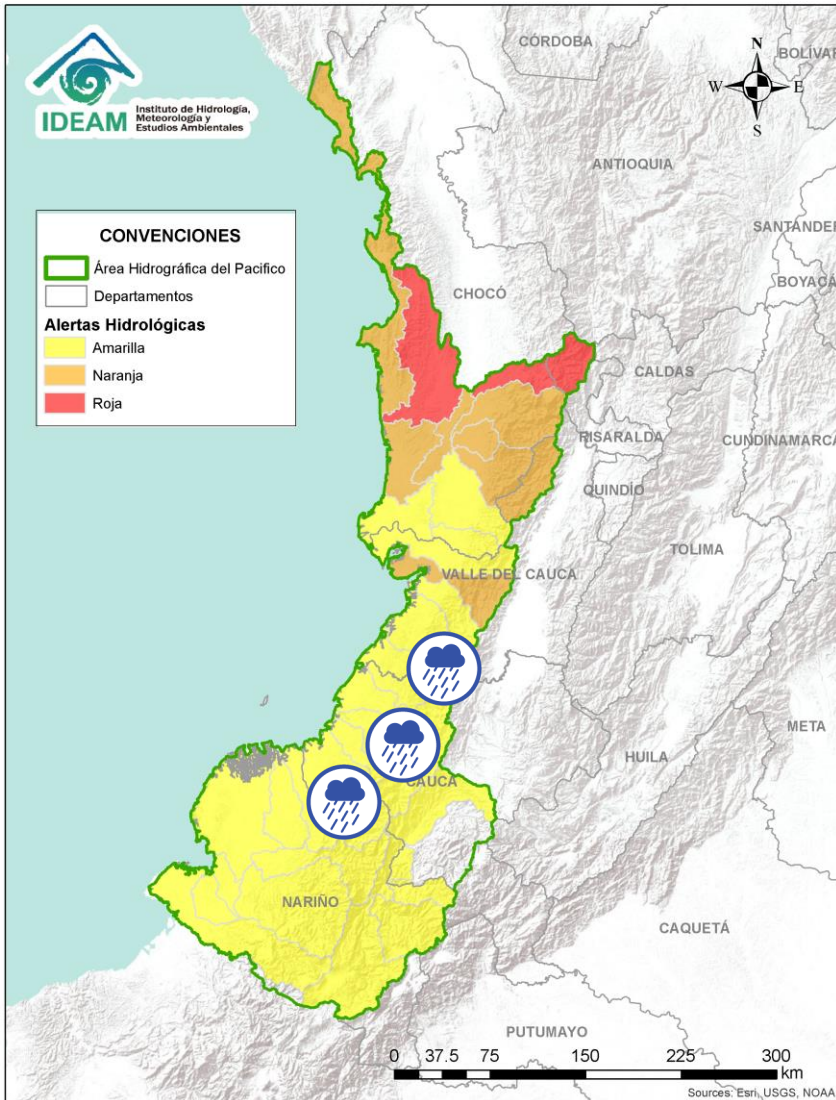 IDEAM
Instituto de Hidrología,
Meteorología y
Estudios Ambientales
CÓRDOBA
BOLÍVAR
N
W
E
S
ANTIOQUIA
CONVENCIONES
Área Hidrográfica del Pacifico
Departamentos
Alertas Hidrológicas
Amarilla
Naranja
Roja
SANTANDER
BOYACÁ
CHOCÓ
CALDAS
RISARALDA
CUNDINAMARCA
QUINDÍO
TOLIMA
VALLE DEL CAUCA
META
HUILA
CAUCA
NARIÑO
CAQUETÁ
PUTUMAYO
0 37.5 75 150 225 300
km
Sources: Esri, USGS, NOAA